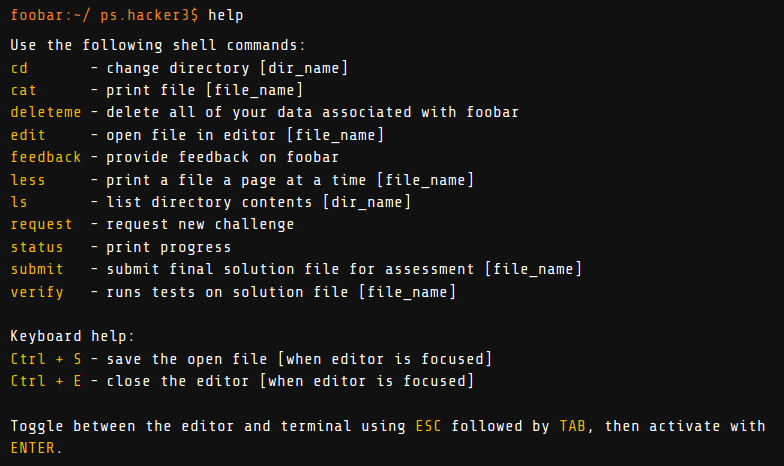 foobar:~/ ps.hacker3$ help
Use the following shell commands:
cd - change directory [dir_name]
cat - print file [file_name]
deleteme - delete all of your data associated with foobar
edit - open file in editor [file_name]
feedback - provide feedback on foobar
less - print a file a page at a time [file_name]
ls - list directory contents [dir_name]
request - request new challenge
status - print progress
submit - submit final solution file for assessment [file_name]
verify - runs tests on solution file [file_name]
Keyboard help:
Ctrl + S - save the open file [when editor is focused]
Ctrl + E - close the editor [when editor is focused]
Toggle between the editor and terminal using ESC followed by TAB, then activate with
ENTER.